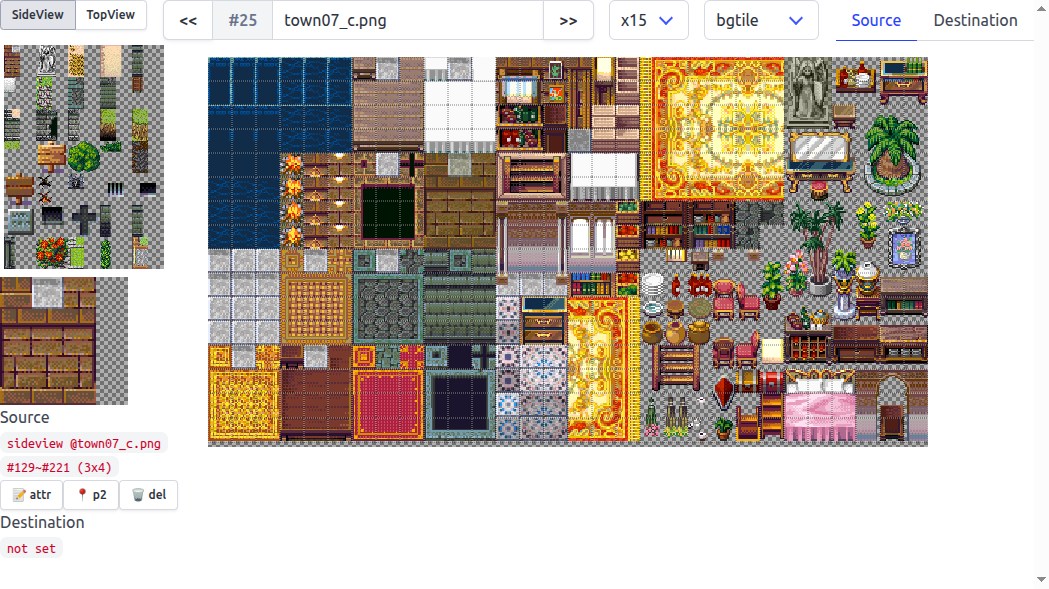 SideView TopView << #25 town07_c.png >> x15 bgtile Source Destination
Source
sideview @town07_c.png
#129~#221 (3x4)
attr p2 del
Destination
not set